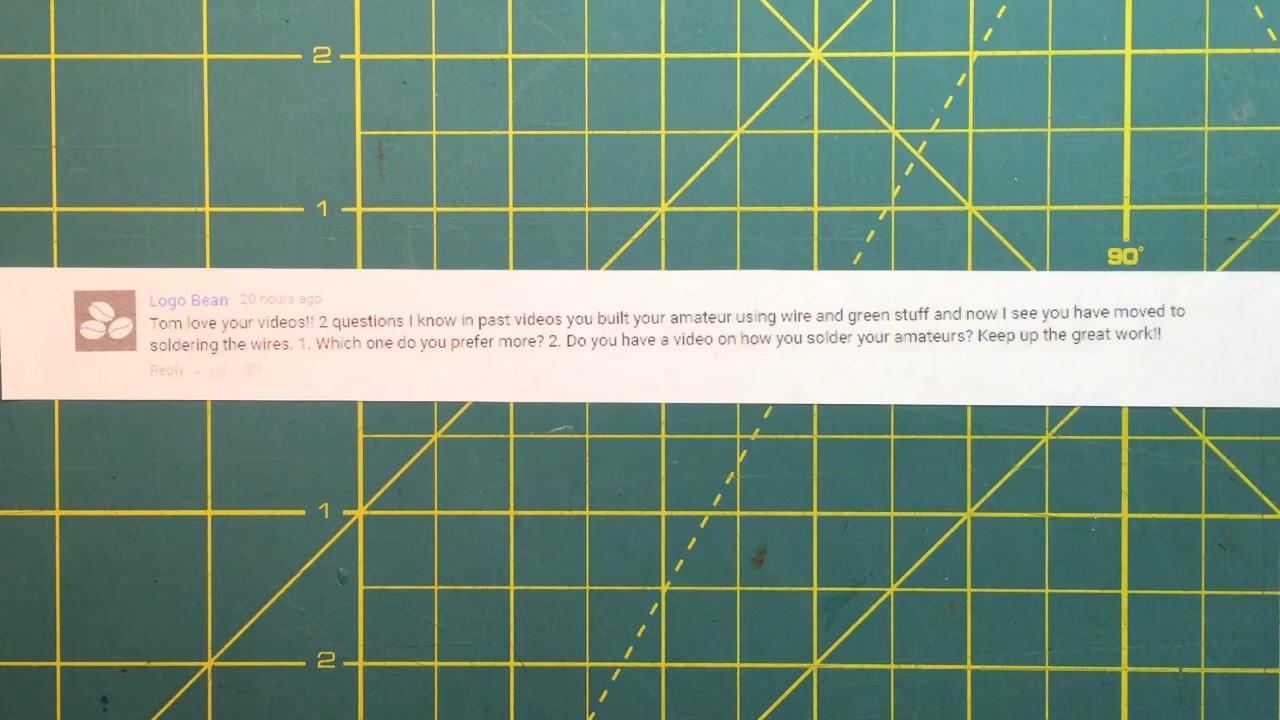 2
1
90°
Logo Bean 20 hours ago
Tom love your videos!! 2 questions I know in past videos you built your amateur using wire and green stuff and now I see you have moved to
soldering the wires. 1. Which one do you prefer more? 2. Do you have a video on how you solder your amateurs? Keep up the great work!!
Reply
1
2